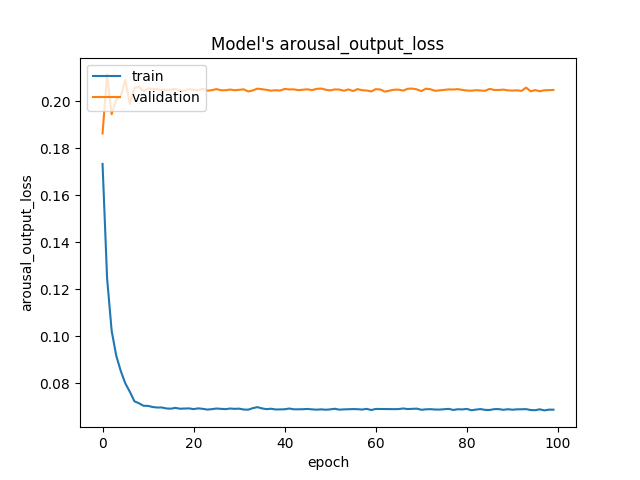 Model's arousal_output_loss
train
validation
0.20
0.18
0.16
0.14
0.12
0.10
0.08
arousal_output_loss
0 20 40 60 80 100
epoch